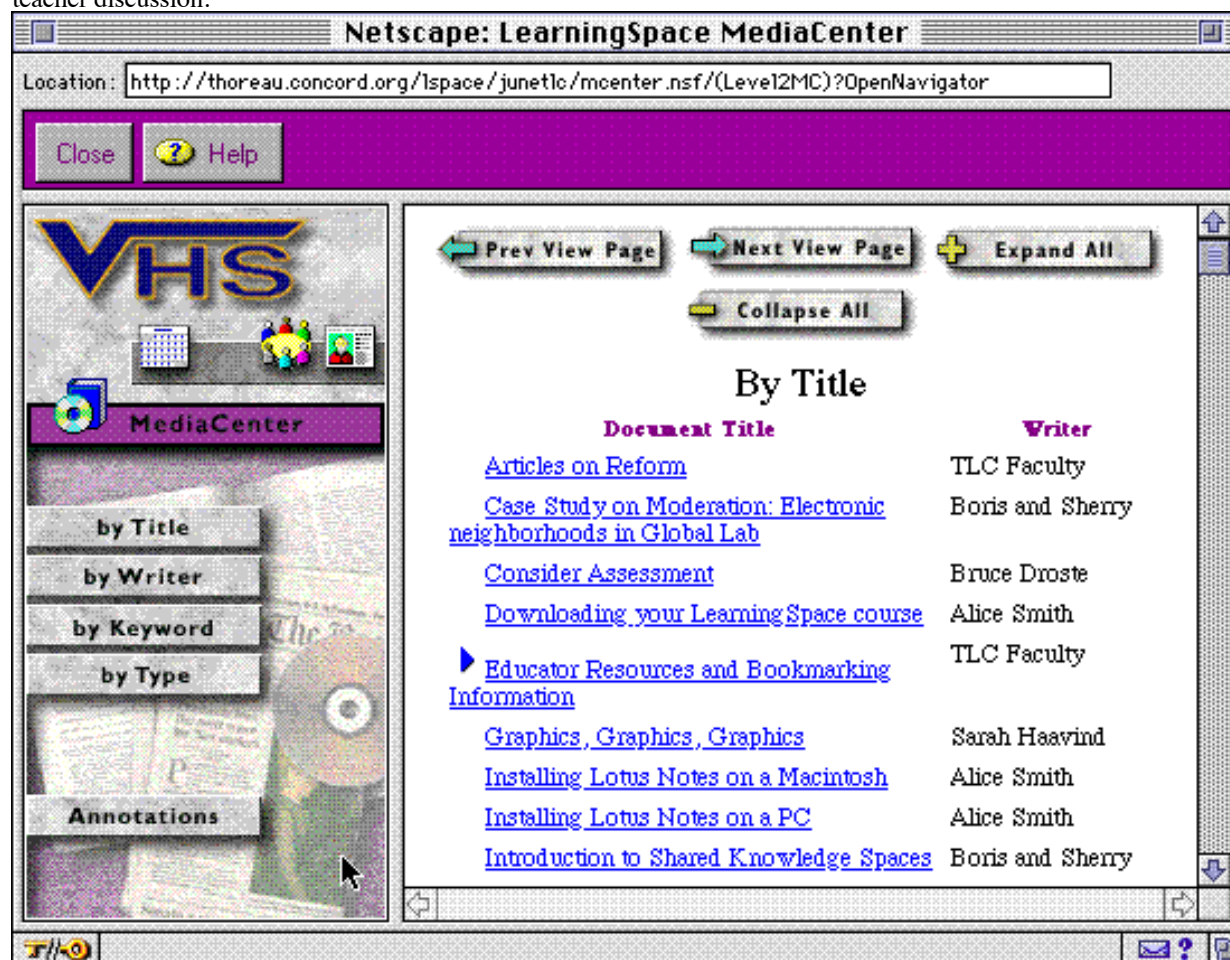 teacher discussion.
Netscape: LearningSpace MediaCenter
Location: http://thoreau.concord.org/lspace/junetlc/mcenter.nsf/(Level2MC)?OpenNavigator
Close
? Help
VHS
MediaCenter
by Title
by Writer
by Keyword
by Type
Annotations
Prev View Page Next View Page Expand All
Collapse All
By Title
Document Title Writer
Articles on Reform TLC Faculty
Case Study on Moderation: Electronic Boris and Sherry
neighborhoods in Global Lab
Consider Assessment Bruce Droste
Downloading your LearningSpace course Alice Smith
Educator Resources and Bookmarking TLC Faculty
Information
Graphics, Graphics, Graphics Sarah Haavind
Installing Lotus Notes on a Macintosh Alice Smith
Installing Lotus Notes on a PC Alice Smith
Introduction to Shared Knowledge Spaces Boris and Sherry
?